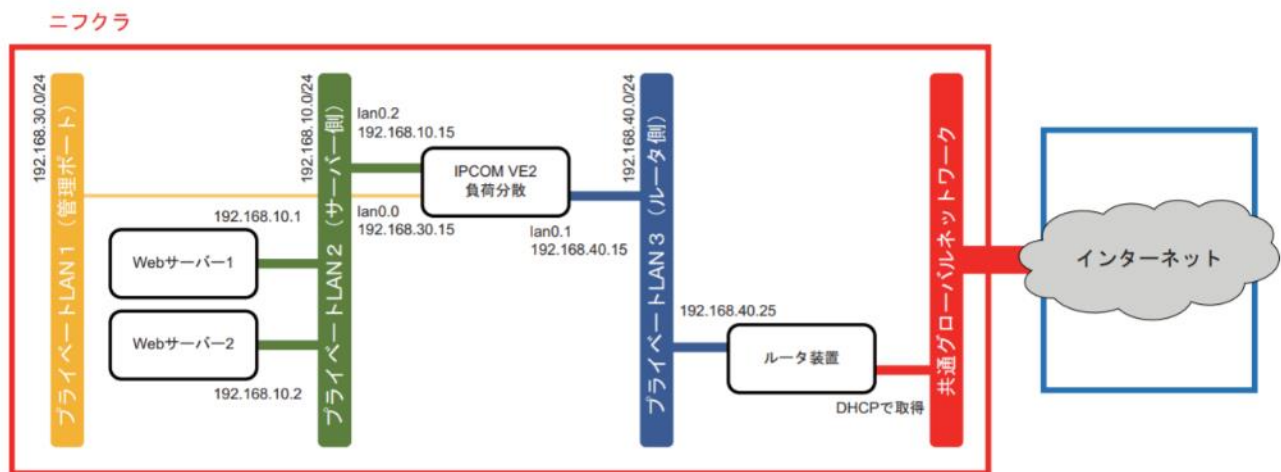 ニフクラ
192.168.30.0/24
プライベートLAN 1 (管理ポート)
192.168.10.0/24
プライベートLAN 2 (サーバー側)
lan0.2
192.168.10.15
IPCOM VE2
負荷分散
lan0.0
192.168.30.15
lan0.1
192.168.40.15
192.168.10.1
Webサーバー1
Webサーバー2
192.168.10.2
192.168.40.0/24
プライベートLAN 3 (ルータ側)
192.168.40.25
ルータ装置
DHCPで取得
共通グローバルネットワーク
インターネット